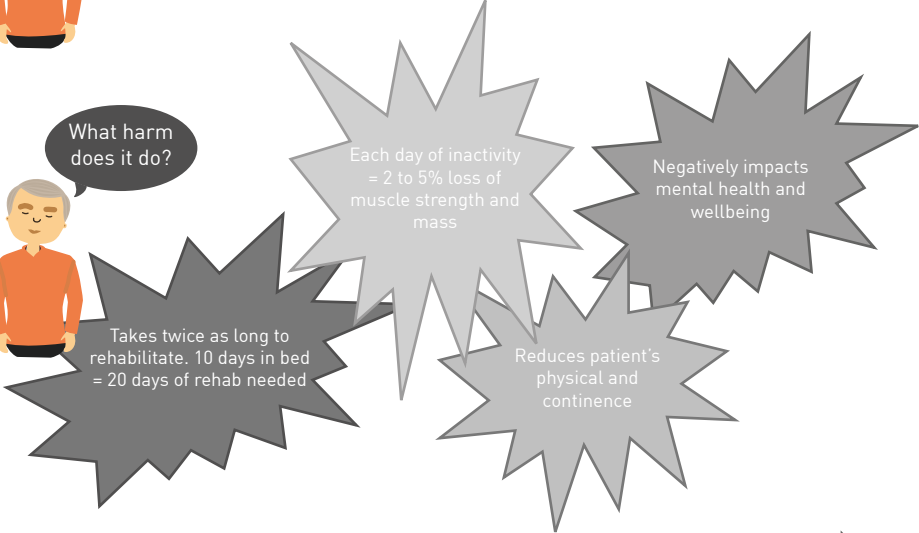 What harm
does it do?
Each day of inactivity
= 2 to 5% loss of
muscle strength and
mass
Negatively impacts
mental health and
wellbeing
Takes twice as long to
rehabilitate. 10 days in bed
= 20 days of rehab needed
Reduces patient's
physical and
continence